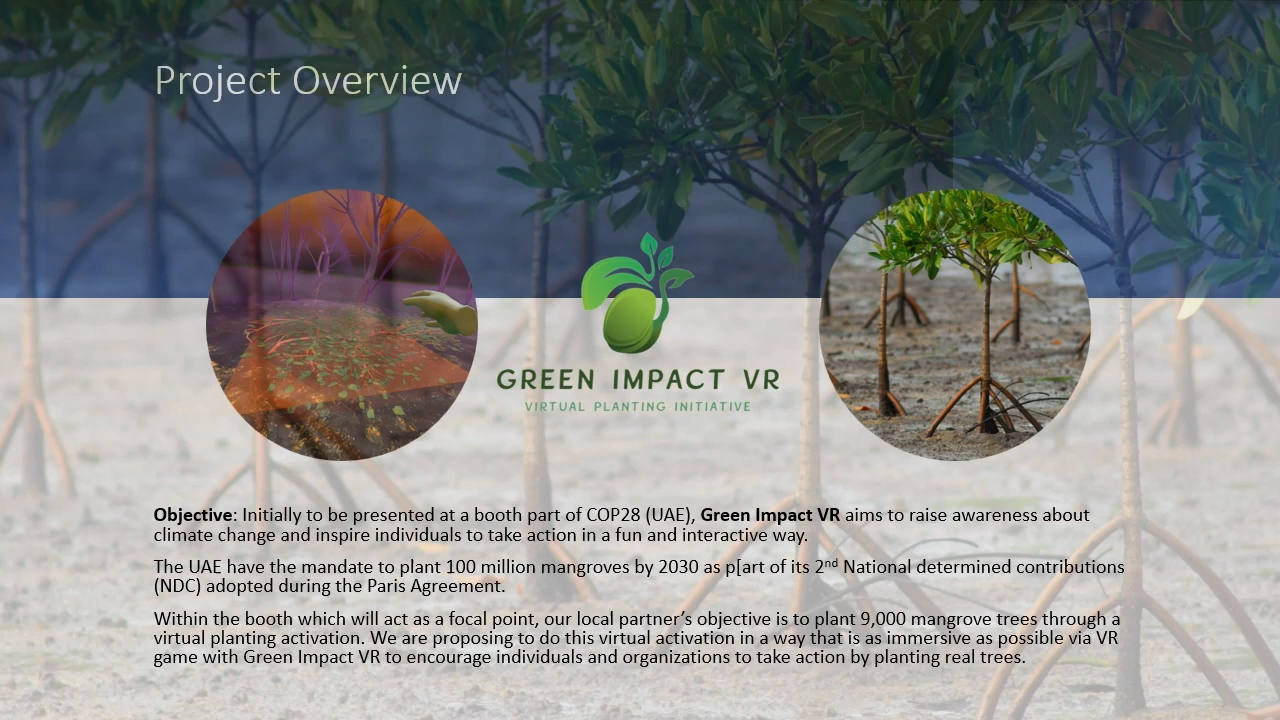 Project Overview
GREEN IMPACT VR
VIRTUAL PLANTING INITIATIVE
Objective: Initially to be presented at a booth part of COP28 (UAE), Green Impact VR aims to raise awareness about
climate change and inspire individuals to take action in a fun and interactive way.
The UAE have the mandate to plant 100 million mangroves by 2030 as p[art of its 2nd National determined contributions
(NDC) adopted during the Paris Agreement.
Within the booth which will act as a focal point, our local partner’s objective is to plant 9,000 mangrove trees through a
virtual planting activation. We are proposing to do this virtual activation in a way that is as immersive as possible via VR
game with Green Impact VR to encourage individuals and organizations to take action by planting real trees.